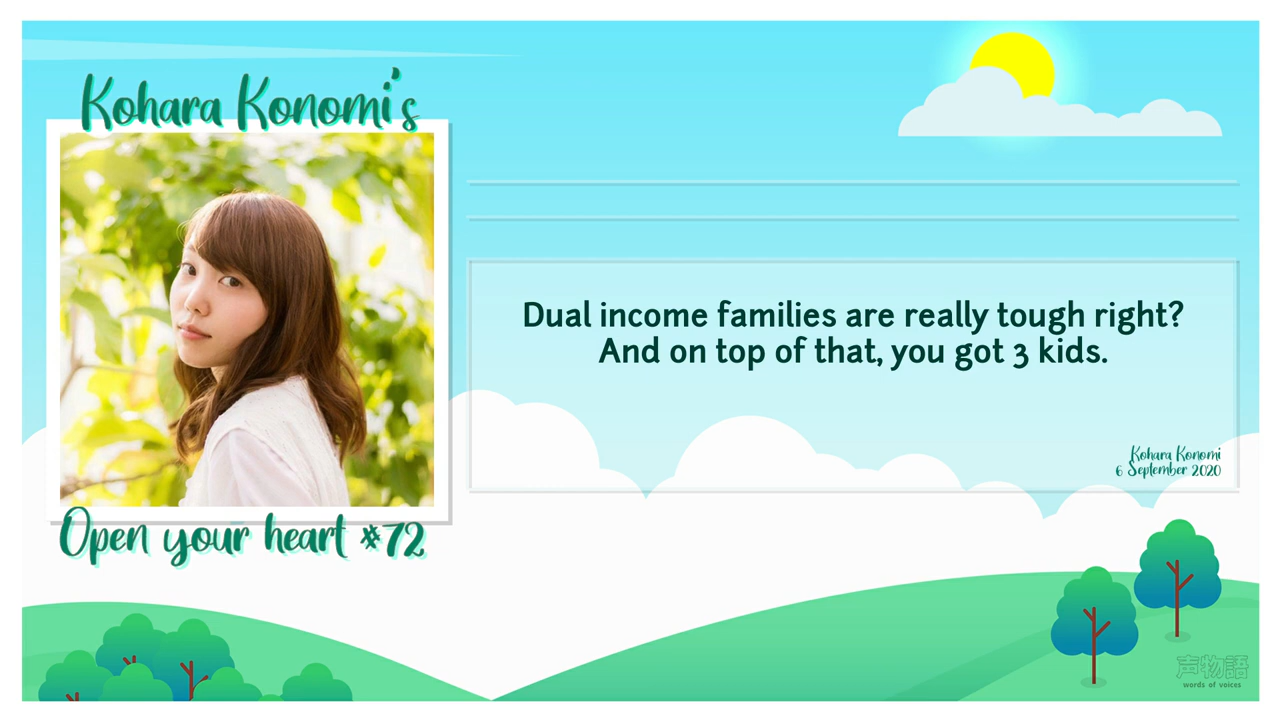 Kohara Konomi's
Open your heart #72
Dual income families are really tough right?
And on top of that, you got 3 kids.
Kohara Konomi
6 September 2020
声物語
words of voices